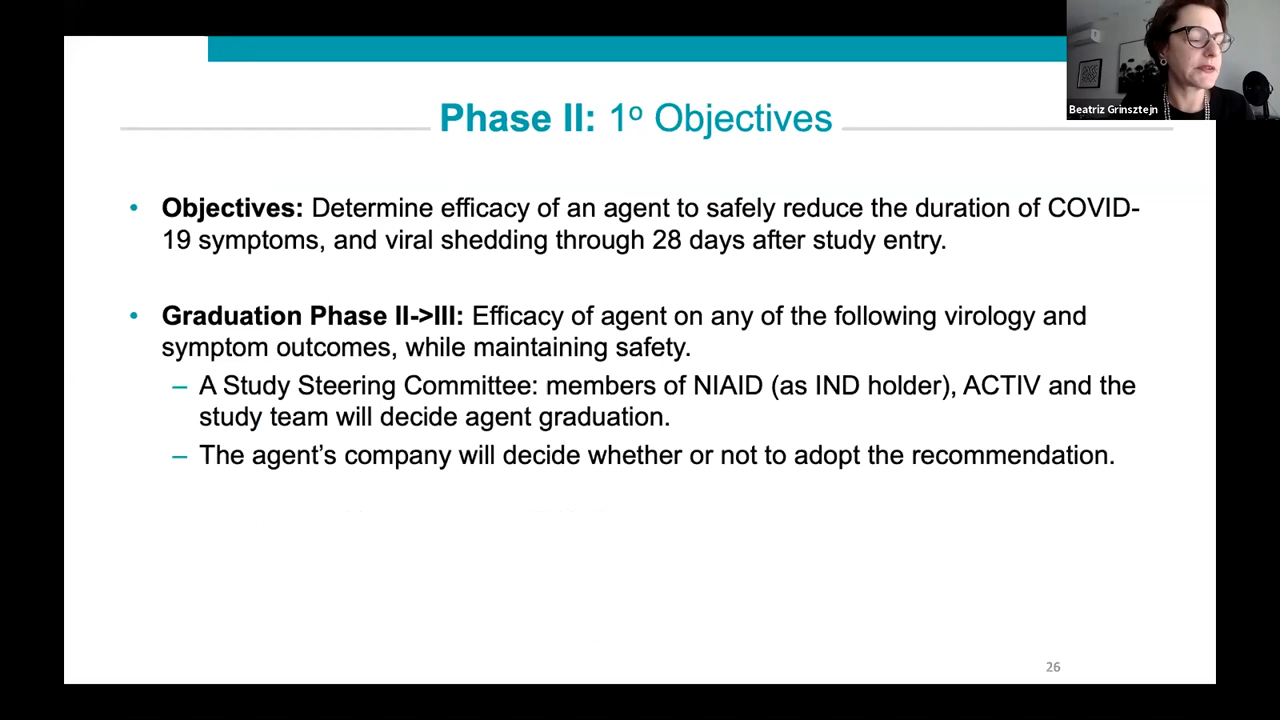 Beatriz Grinsztejn
Phase II: 1º Objectives
• Objectives: Determine efficacy of an agent to safely reduce the duration of COVID-
19 symptoms, and viral shedding through 28 days after study entry.
• Graduation Phase II->III: Efficacy of agent on any of the following virology and
symptom outcomes, while maintaining safety.
– A Study Steering Committee: members of NIAID (as IND holder), ACTIV and the
study team will decide agent graduation.
– The agent’s company will decide whether or not to adopt the recommendation.
26